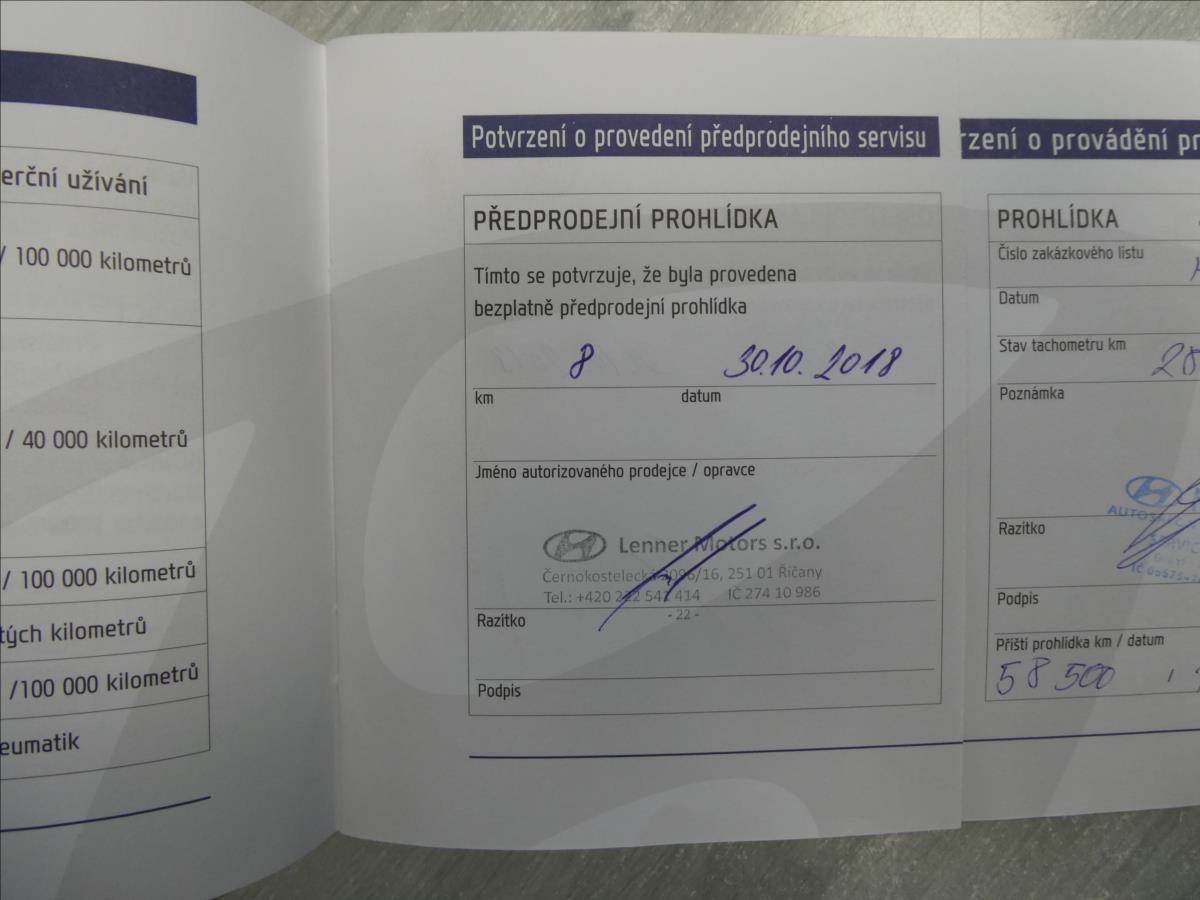 erční užívání
/ 100 000 kilometrů
/ 40 000 kilometrů
/ 100 000 kilometrů
tých kilometrů
/100 000 kilometrů
eumatik
Potvrzení o provedení předprodejního servisu
PŘEDPRODEJNÍ PROHLÍDKA
Tímto se potvrzuje, že byla provedena
bezplatně předprodejní prohlídka
8 30.10. 2018
km datum
Jméno autorizovaného prodejce / opravce
Lenner Motors s.r.o.
Černokostelecká 2096/16, 251 01 Říčany
Tel.: +420 222 541 414 IČ 274 10 986
- 22 -
Razítko
Podpis
rzení o provádění pr
PROHLÍDKA
Číslo zakázkového listu
Datum
Stav tachometru km 28
Poznámka
Razítko
Podpis
Příští prohlídka km / datum
58 500 /